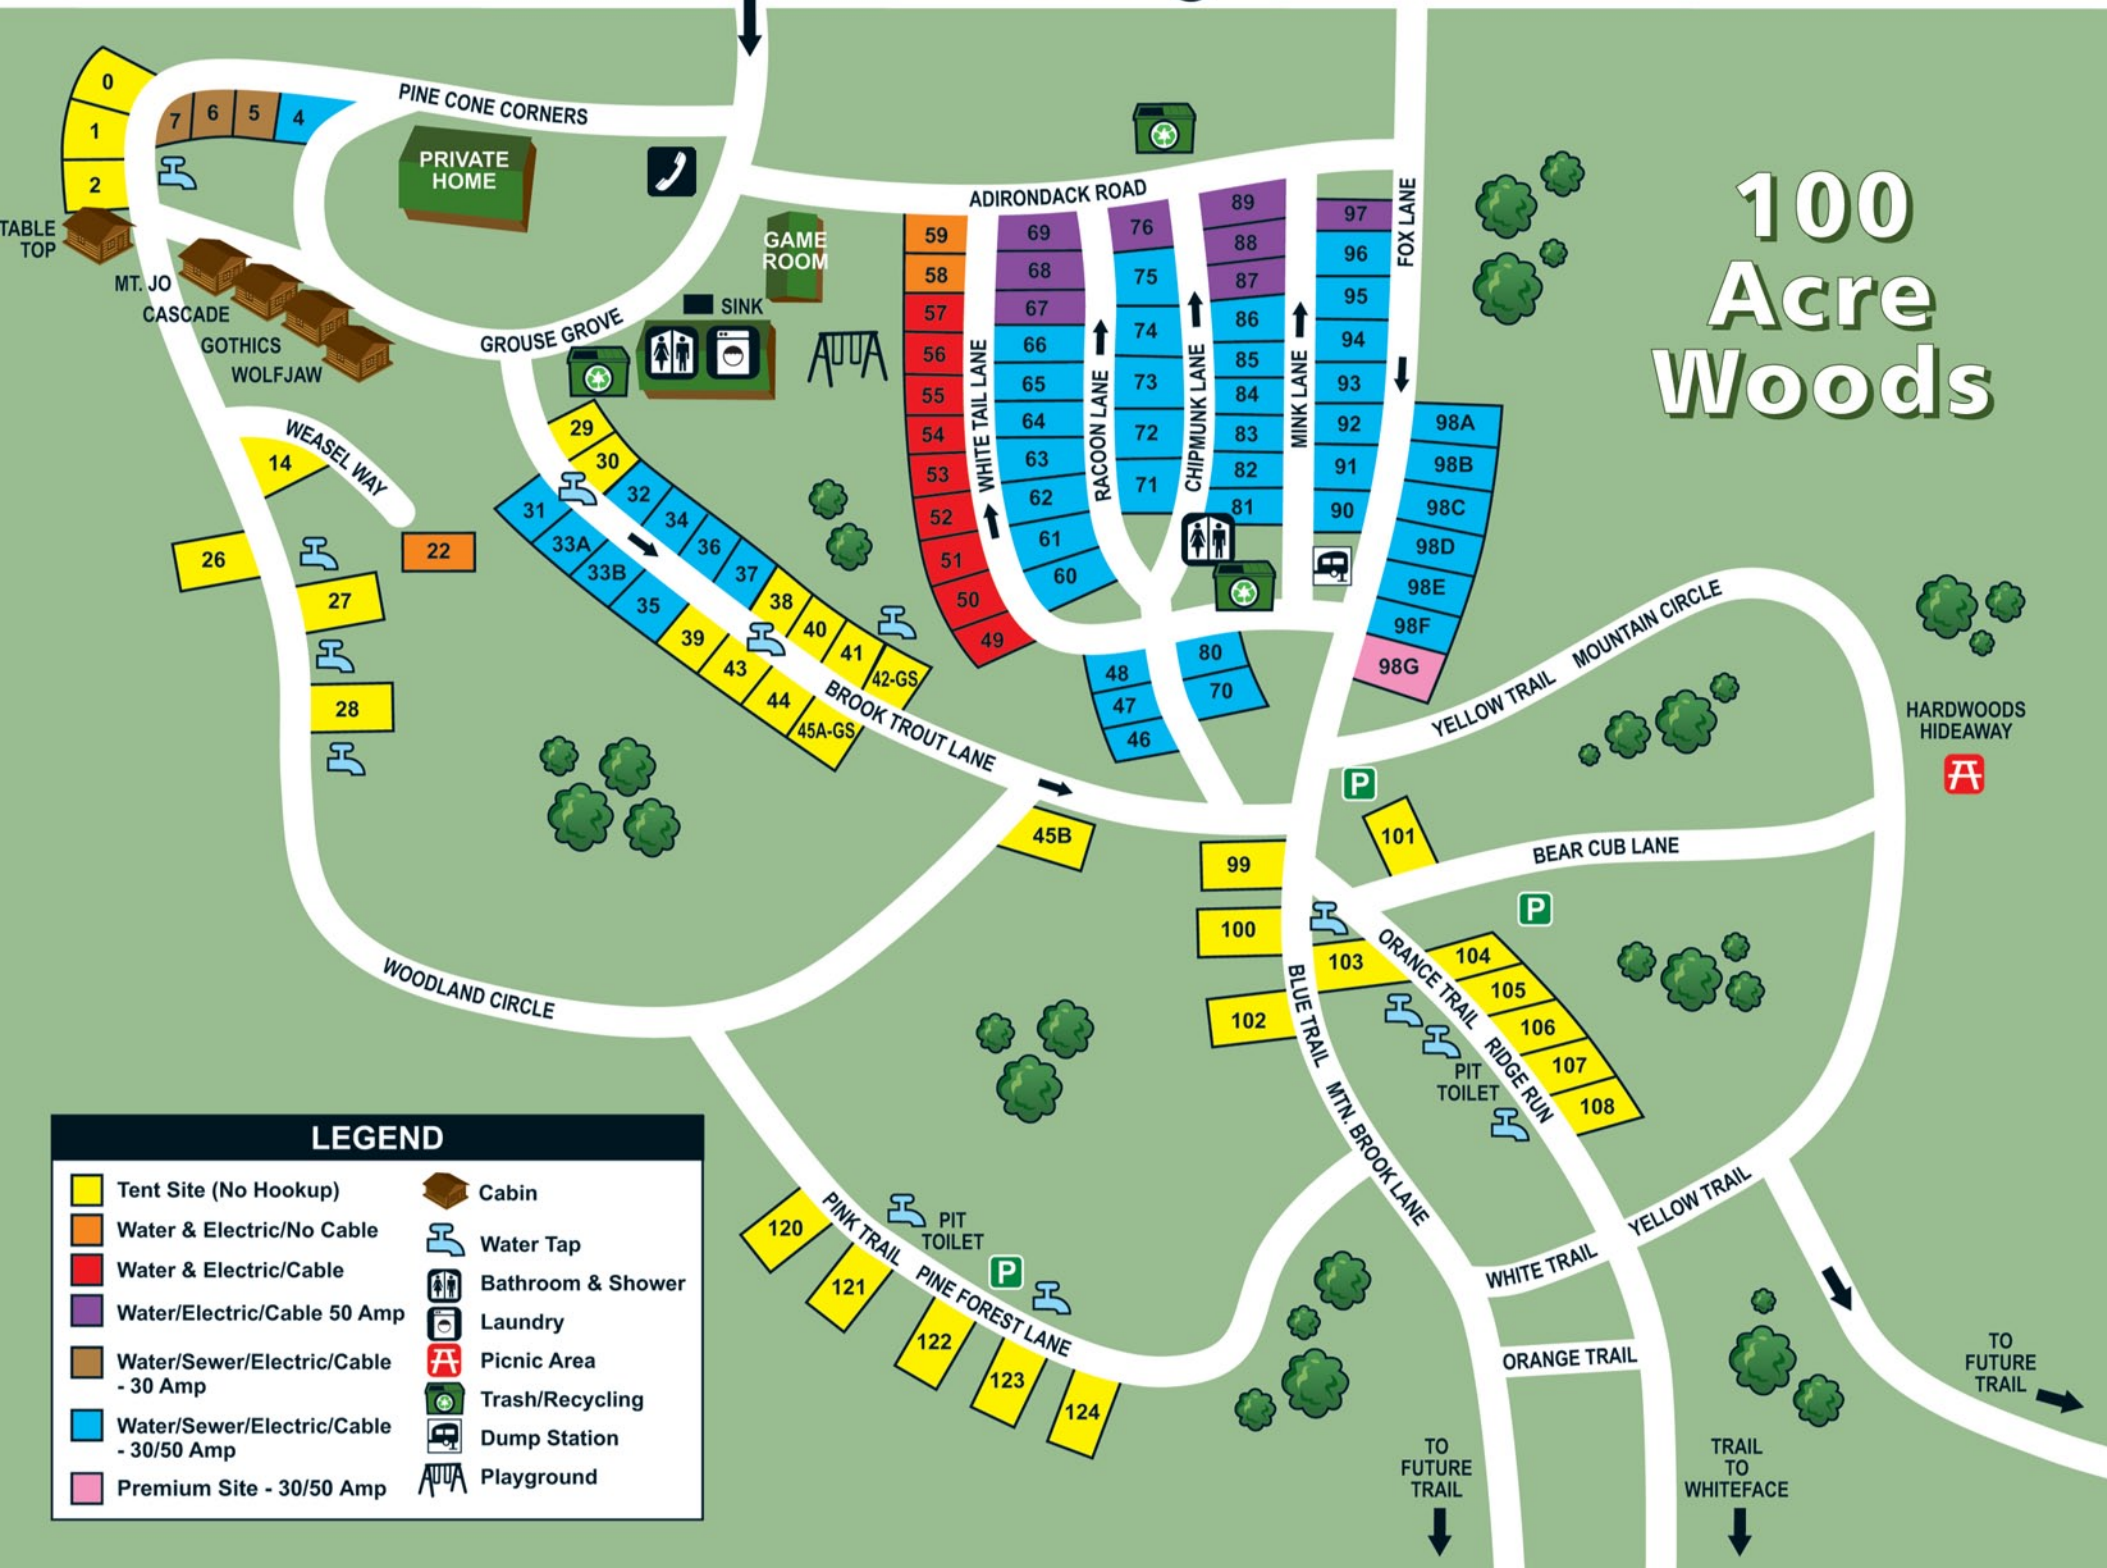 100
Acre
Woods
PINE CONE CORNERS
0
1
2
7
6
5
4
PRIVATE
HOME
TABLE
TOP
MT. JO
CASCADE
GOTHICS
WOLFJAW
GROUSE GROVE
SINK
GAME
ROOM
ADIRONDACK ROAD
FOX LANE
59
58
57
56
55
54
53
52
51
50
49
WHITE TAIL LANE
69
68
67
66
65
64
63
62
61
60
RACOON LANE
76
75
74
73
72
71
CHIPMUNK LANE
89
88
87
86
85
84
83
82
81
MINK LANE
97
96
95
94
93
92
91
90
98A
98B
98C
98D
98E
98F
98G
48
47
46
80
70
WEASEL WAY
14
22
26
27
28
29
30
31
32
33A
34
33B
36
35
37
38
39
40
43
41
44
42-GS
45A-GS
BROOK TROUT LANE
45B
WOODLAND CIRCLE
YELLOW TRAIL
MOUNTAIN CIRCLE
HARDWOODS
HIDEAWAY
P
101
BEAR CUB LANE
P
99
100
102
103
104
105
106
107
108
ORANGE TRAIL
RIDGE RUN
BLUE TRAIL
MTN. BROOK LANE
PIT
TOILET
YELLOW TRAIL
WHITE TRAIL
ORANGE TRAIL
120
121
122
123
124
PINK TRAIL
PINE FOREST LANE
PIT
TOILET
P
TO
FUTURE
TRAIL
TRAIL
TO
WHITEFACE
TO
FUTURE
TRAIL
LEGEND
Tent Site (No Hookup)
Water & Electric/No Cable
Water & Electric/Cable
Water/Electric/Cable 50 Amp
Water/Sewer/Electric/Cable
- 30 Amp
Water/Sewer/Electric/Cable
- 30/50 Amp
Premium Site - 30/50 Amp
Cabin
Water Tap
Bathroom & Shower
Laundry
Picnic Area
Trash/Recycling
Dump Station
Playground